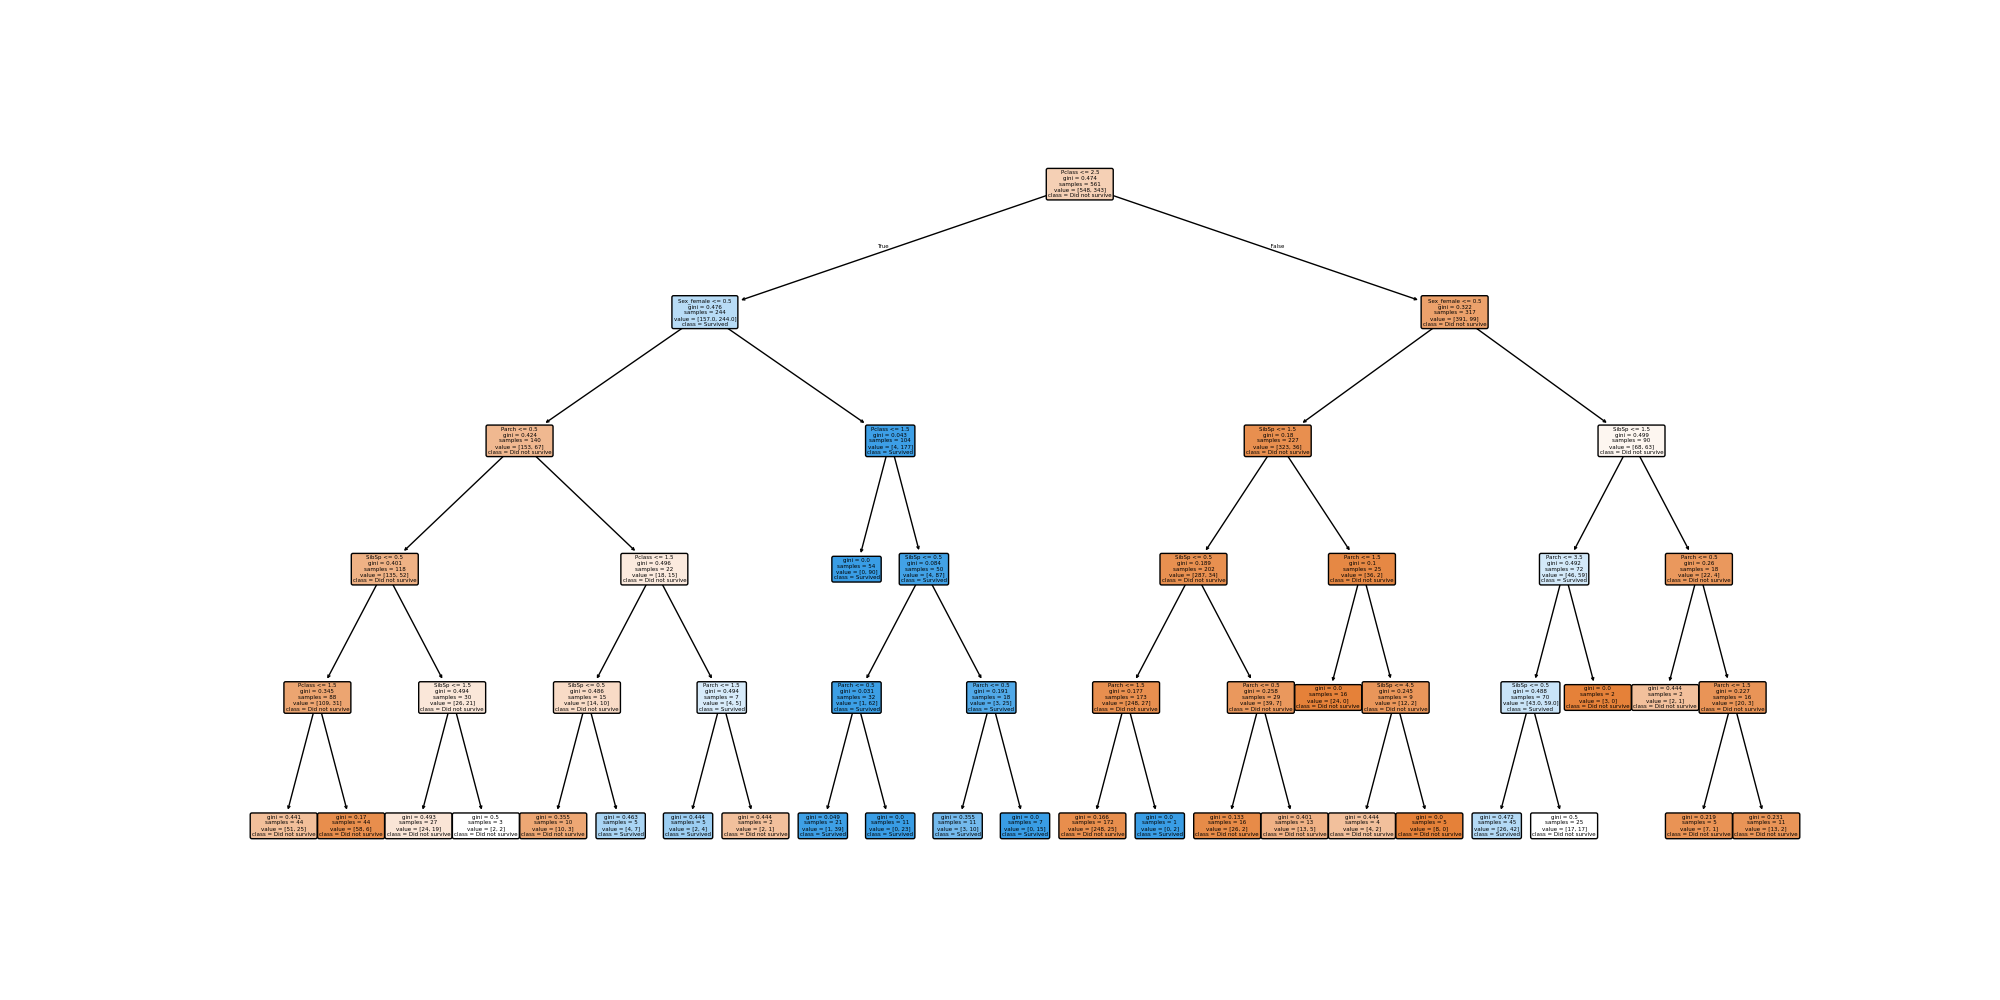 Pclass <= 2.5
gini = 0.474
samples = 561
value = [548, 343]
class = Did not survive
True
False
Sex_female <= 0.5
gini = 0.476
samples = 244
value = [157.0, 244.0]
class = Survived
Sex_female <= 0.5
gini = 0.322
samples = 317
value = [391, 99]
class = Did not survive
Parch <= 0.5
gini = 0.424
samples = 140
value = [153, 67]
class = Did not survive
Pclass <= 1.5
gini = 0.043
samples = 104
value = [4, 177]
class = Survived
SibSp <= 1.5
gini = 0.18
samples = 227
value = [323, 36]
class = Did not survive
SibSp <= 1.5
gini = 0.499
samples = 90
value = [68, 63]
class = Did not survive
SibSp <= 0.5
gini = 0.401
samples = 118
value = [135, 52]
class = Did not survive
Pclass <= 1.5
gini = 0.496
samples = 22
value = [18, 15]
class = Did not survive
gini = 0.0
samples = 54
value = [0, 90]
class = Survived
SibSp <= 0.5
gini = 0.084
samples = 50
value = [4, 87]
class = Survived
SibSp <= 0.5
gini = 0.189
samples = 202
value = [287, 34]
class = Did not survive
Parch <= 1.5
gini = 0.1
samples = 25
value = [36, 2]
class = Did not survive
Parch <= 3.5
gini = 0.492
samples = 72
value = [46, 59]
class = Survived
Parch <= 0.5
gini = 0.26
samples = 18
value = [22, 4]
class = Did not survive
Pclass <= 1.5
gini = 0.345
samples = 88
value = [109, 31]
class = Did not survive
SibSp <= 1.5
gini = 0.494
samples = 30
value = [26, 21]
class = Did not survive
SibSp <= 0.5
gini = 0.486
samples = 15
value = [14, 10]
class = Did not survive
Parch <= 1.5
gini = 0.494
samples = 7
value = [4, 5]
class = Survived
Parch <= 0.5
gini = 0.031
samples = 32
value = [1, 62]
class = Survived
Parch <= 0.5
gini = 0.191
samples = 18
value = [3, 25]
class = Survived
Parch <= 1.5
gini = 0.177
samples = 173
value = [248, 27]
class = Did not survive
Parch <= 0.5
gini = 0.258
samples = 29
value = [39, 7]
class = Did not survive
gini = 0.0
samples = 16
value = [24, 0]
class = Did not survive
SibSp <= 4.5
gini = 0.245
samples = 9
value = [12, 2]
class = Did not survive
SibSp <= 0.5
gini = 0.488
samples = 70
value = [43.0, 59.0]
class = Survived
gini = 0.0
samples = 2
value = [3, 0]
class = Did not survive
gini = 0.444
samples = 2
value = [2, 1]
class = Did not survive
Parch <= 1.5
gini = 0.227
samples = 16
value = [20, 3]
class = Did not survive
gini = 0.441
samples = 44
value = [51, 25]
class = Did not survive
gini = 0.17
samples = 44
value = [58, 6]
class = Did not survive
gini = 0.493
samples = 27
value = [24, 19]
class = Did not survive
gini = 0.5
samples = 3
value = [2, 2]
class = Did not survive
gini = 0.355
samples = 10
value = [10, 3]
class = Did not survive
gini = 0.463
samples = 5
value = [4, 7]
class = Survived
gini = 0.444
samples = 5
value = [2, 4]
class = Survived
gini = 0.444
samples = 2
value = [2, 1]
class = Did not survive
gini = 0.049
samples = 21
value = [1, 39]
class = Survived
gini = 0.0
samples = 11
value = [0, 23]
class = Survived
gini = 0.355
samples = 11
value = [3, 10]
class = Survived
gini = 0.0
samples = 7
value = [0, 15]
class = Survived
gini = 0.166
samples = 172
value = [248, 25]
class = Did not survive
gini = 0.0
samples = 1
value = [0, 2]
class = Survived
gini = 0.133
samples = 16
value = [26, 2]
class = Did not survive
gini = 0.401
samples = 13
value = [13, 5]
class = Did not survive
gini = 0.444
samples = 4
value = [4, 2]
class = Did not survive
gini = 0.0
samples = 5
value = [8, 0]
class = Did not survive
gini = 0.472
samples = 45
value = [26, 42]
class = Survived
gini = 0.5
samples = 25
value = [17, 17]
class = Did not survive
gini = 0.219
samples = 5
value = [7, 1]
class = Did not survive
gini = 0.231
samples = 11
value = [13, 2]
class = Did not survive